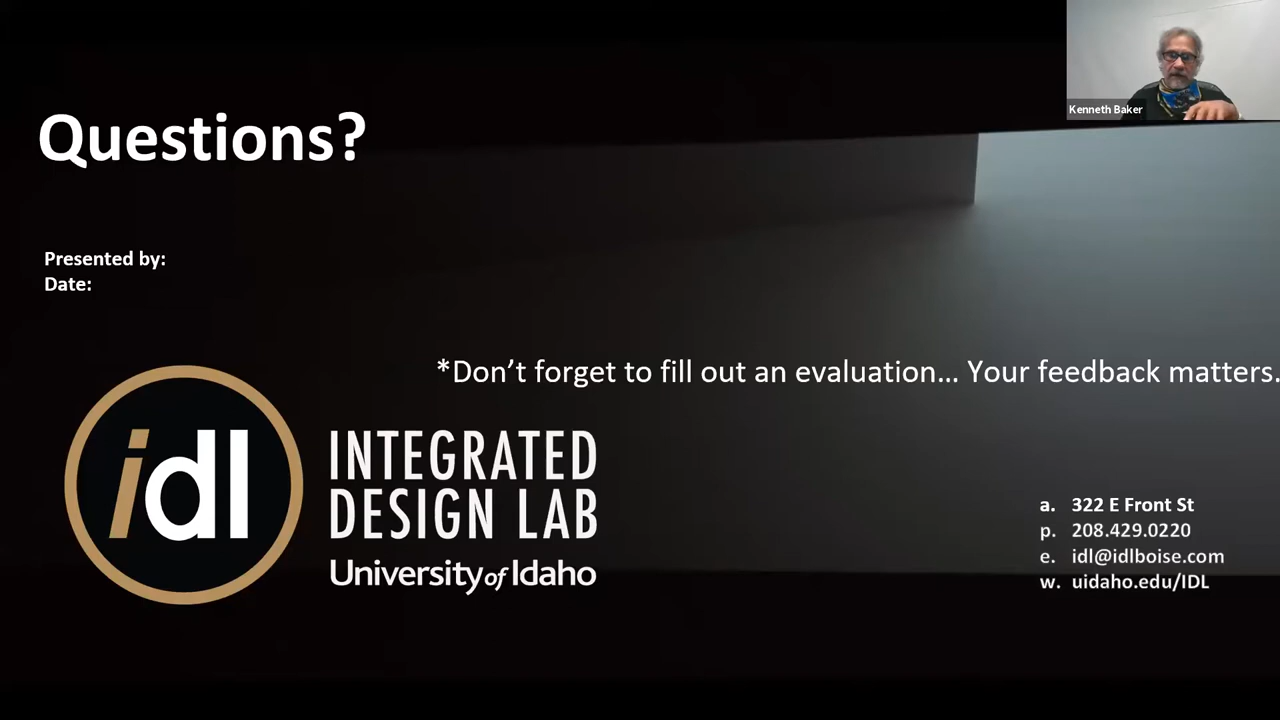 Kenneth Baker
Questions?
Presented by:
Date:
*Don’t forget to fill out an evaluation… Your feedback matters.
idl
INTEGRATED
DESIGN LAB
University of Idaho
a. 322 E Front St
p. 208.429.0220
e. idl@idlboise.com
w. uidaho.edu/IDL